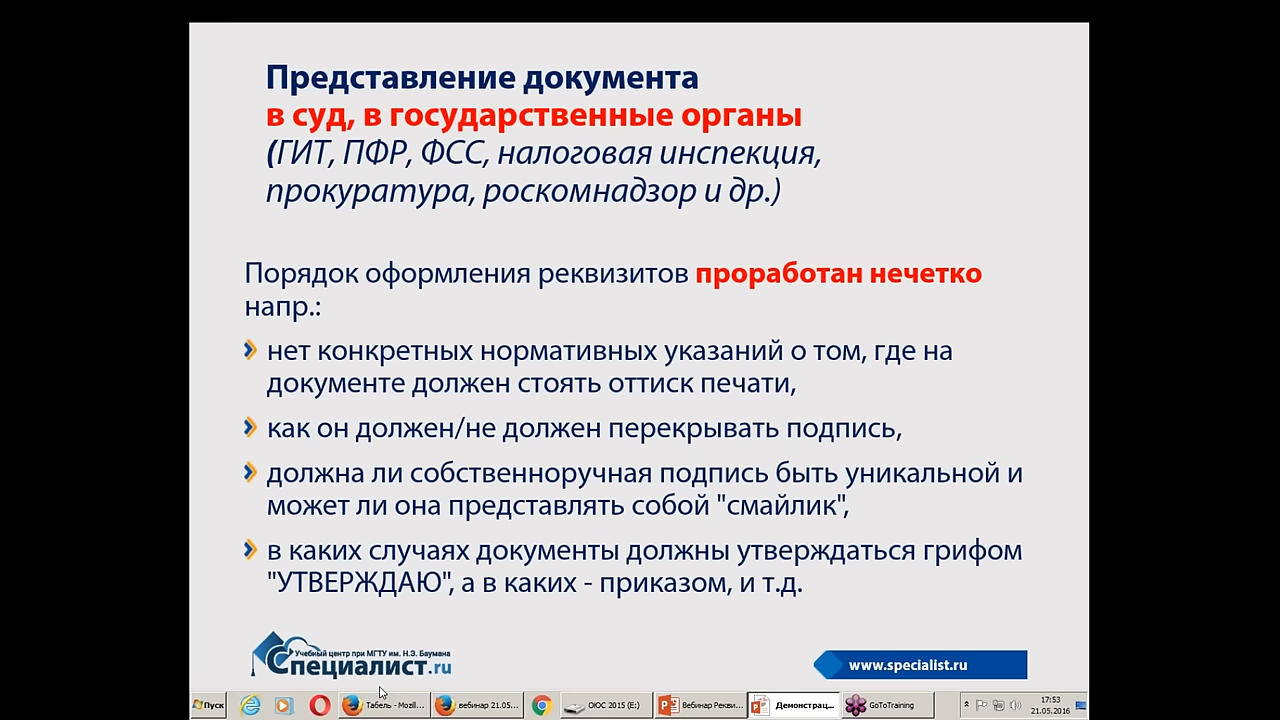 Представление документа
в суд, в государственные органы
(ГИТ, ПФР, ФСС, налоговая инспекция,
прокуратура, роскомнадзор и др.)
Порядок оформления реквизитов проработан нечетко
напр.:
нет конкретных нормативных указаний о том, где на
документе должен стоять оттиск печати,
как он должен/не должен перекрывать подпись,
должна ли собственноручная подпись быть уникальной и
может ли она представлять собой "смайлик",
в каких случаях документы должны утверждаться грифом
"УТВЕРЖДАЮ", а в каких - приказом, и т.д.
Учебный центр при МГТУ им. Н.Э. Баумана
Специалист.ru
www.specialist.ru
Пуск
Табель - Mozil...
вебинар 21.05...
ОЮС 2015 (E:)
Вебинар Рекви...
Демонстрац...
GoToTraining
17:53
21.05.2016